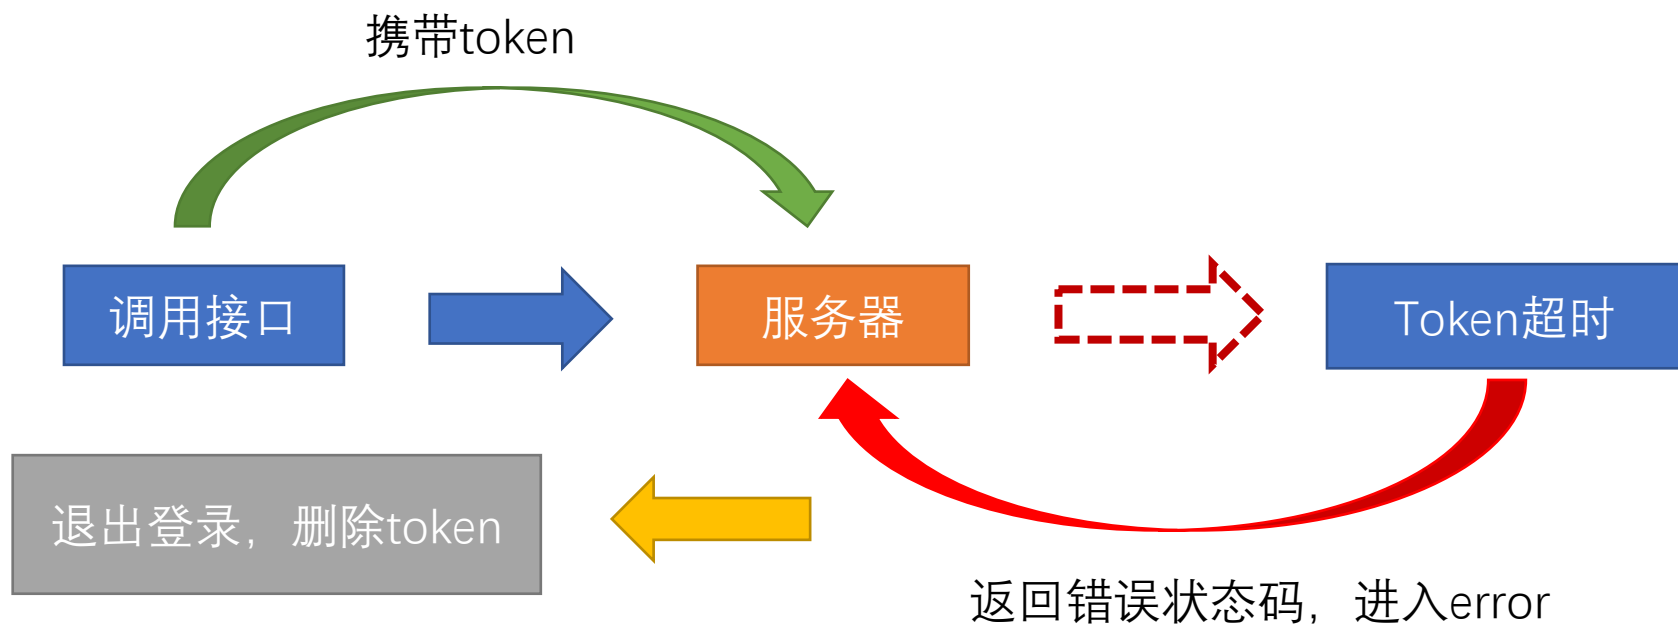 携带token
调用接口
服务器
Token超时
退出登录，删除token
返回错误状态码，进入error